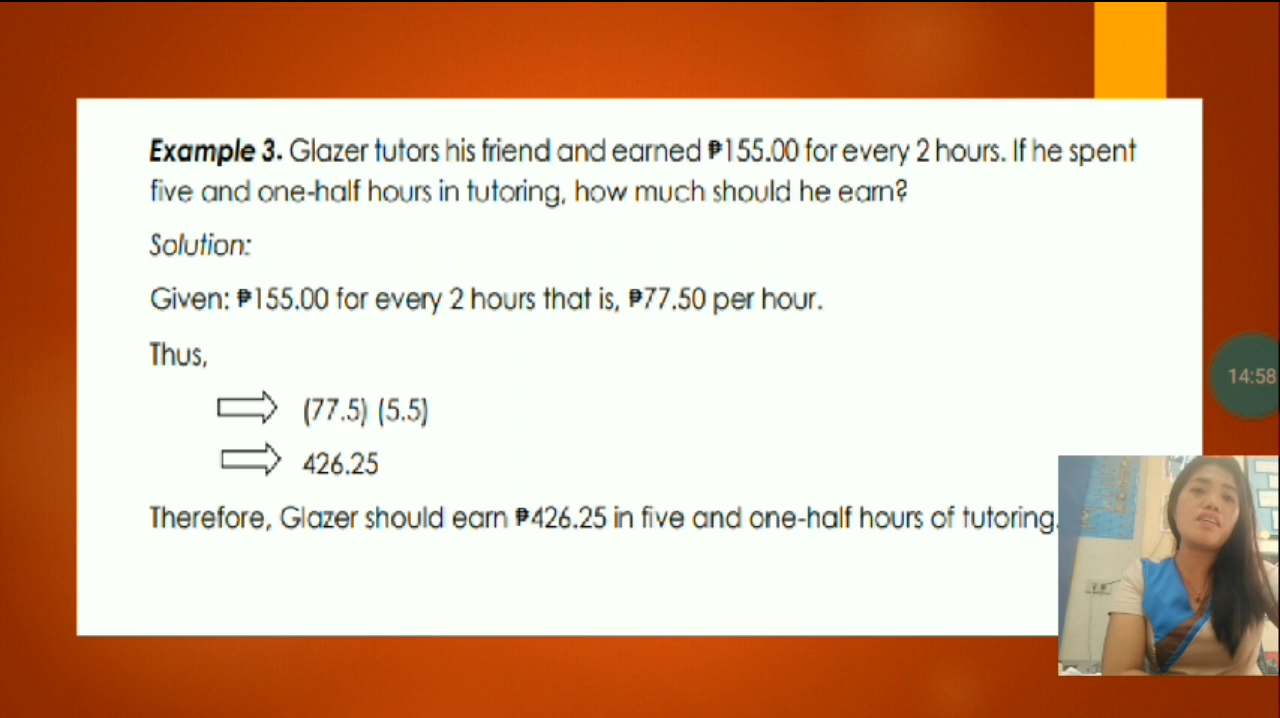 Example 3. Glazer tutors his friend and earned ₱155.00 for every 2 hours. If he spent
five and one-half hours in tutoring, how much should he earn?
Solution:
Given: ₱155.00 for every 2 hours that is, ₱77.50 per hour.
Thus,
(77.5) (5.5)
426.25
Therefore, Glazer should earn ₱426.25 in five and one-half hours of tutoring.
14:58